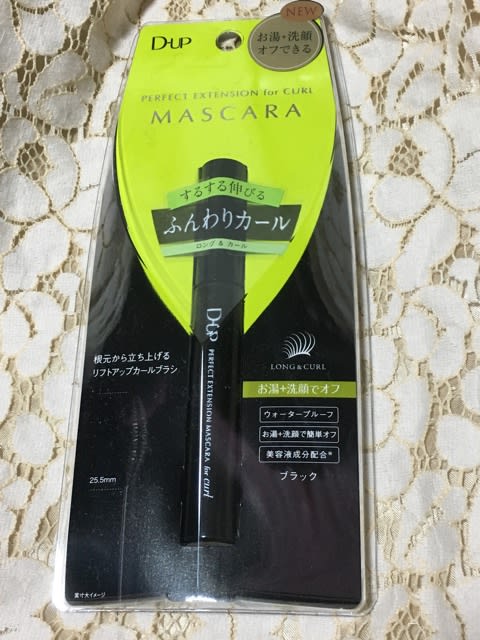 NEW
お湯+洗顔
オフできる
D-UP
PERFECT EXTENSION for CURL
MASCARA
するする伸びる
ふんわりカール
ロング & カール
D-UP
PERFECT EXTENSION MASCARA for curl
根元から立ち上げる
リフトアップカールブラシ
25.5mm
実寸大イメージ
LONG & CURL
お湯+洗顔でオフ
ウォータープルーフ
お湯+洗顔で簡単オフ
美容液成分配合*
ブラック